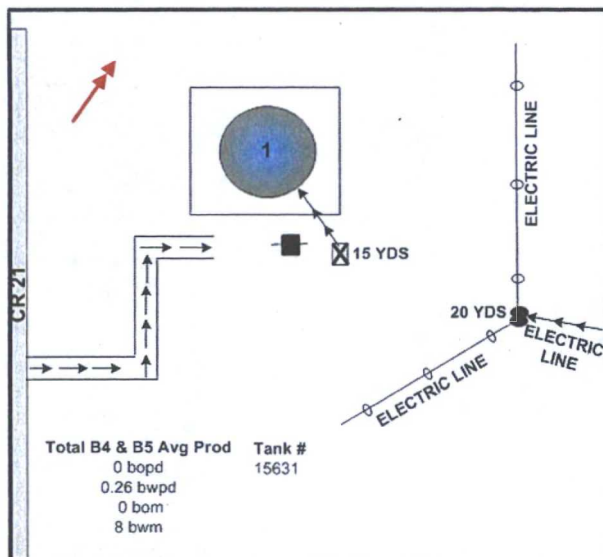 1
ELECTRIC LINE
15 YDS
CR 21
20 YDS
ELECTRIC
LINE
ELECTRIC LINE
Total B4 & B5 Avg Prod Tank #
0 bopd 15631
0.26 bwpd
0 bom
8 bwm